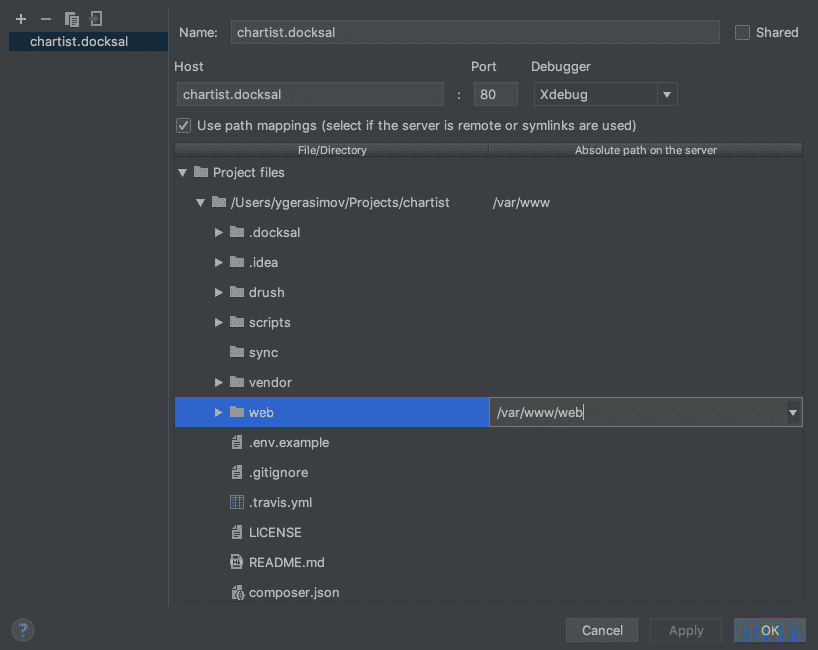 chartist.docksal
Name: chartist.docksal Shared
Host Port Debugger
chartist.docksal : 80 Xdebug
Use path mappings (select if the server is remote or symlinks are used)
File/Directory Absolute path on the server
Project files
/Users/ygerasimov/Projects/chartist /var/www
.docksal
.idea
drush
scripts
sync
vendor
web /var/www/web
.env.example
.gitignore
.travis.yml
LICENSE
README.md
composer.json
? Cancel Apply OK